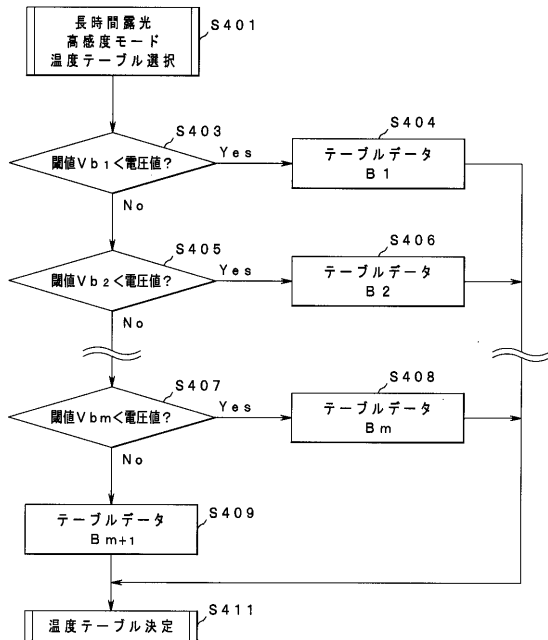 長時間露光
高感度モード
温度テーブル選択
S401
S403
閾値Vb1<電圧値?
Yes
No
S404
テーブルデータ
B1
S405
閾値Vb2<電圧値?
Yes
No
S406
テーブルデータ
B2
S407
閾値Vbm<電圧値?
Yes
No
S408
テーブルデータ
Bm
S409
テーブルデータ
Bm+1
S411
温度テーブル決定